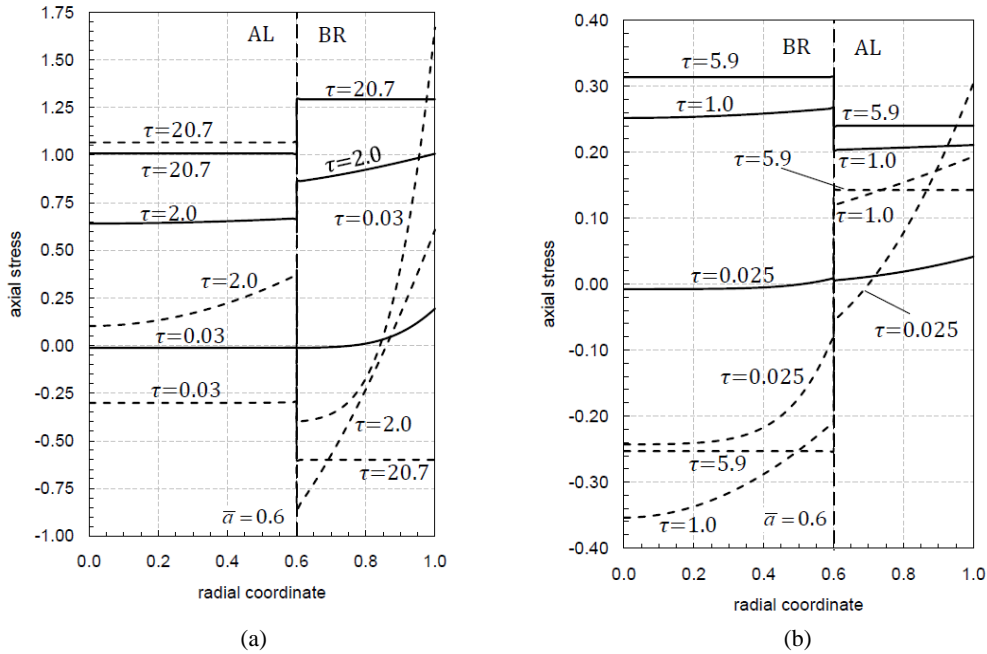 1.75
1.50
1.25
1.00
0.75
0.50
0.25
0.00
-0.25
-0.50
-0.75
-1.00
axial stress
AL BR
τ=20.7
τ=20.7
τ=20.7
τ=2.0
τ=2.0
τ=0.03
τ=2.0
τ=0.03
τ=0.03
τ=2.0
τ=20.7
a̅ = 0.6
0.0 0.2 0.4 0.6 0.8 1.0
radial coordinate
(a)
0.40
0.30
0.20
0.10
0.00
-0.10
-0.20
-0.30
-0.40
axial stress
BR AL
τ=5.9
τ=1.0
τ=5.9
τ=5.9
τ=1.0
τ=1.0
τ=0.025
τ=0.025
τ=0.025
τ=5.9
τ=1.0
a̅ = 0.6
0.0 0.2 0.4 0.6 0.8 1.0
radial coordinate
(b)